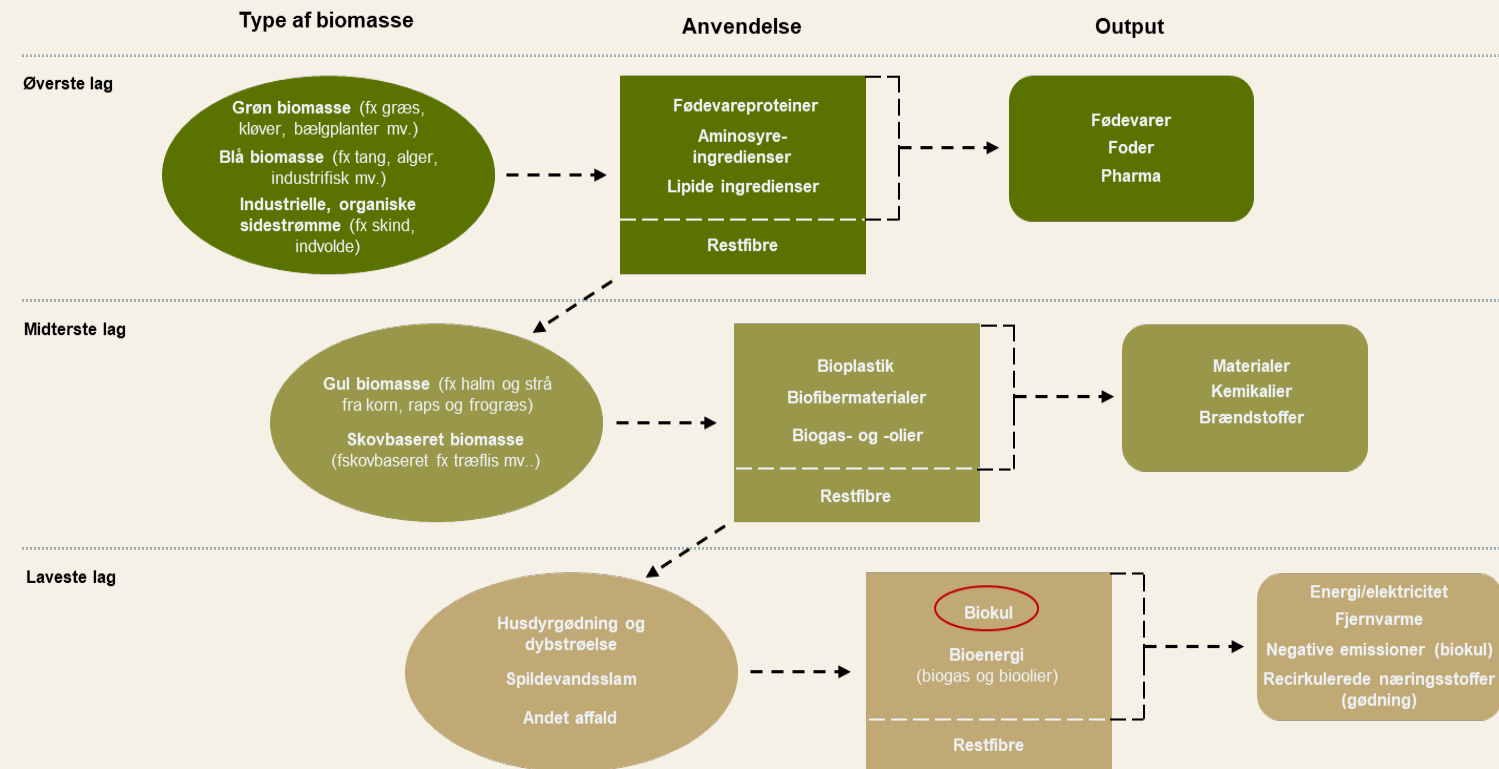 Type af biomasse
Anvendelse
Output
Øverste lag
Grøn biomasse (fx græs,
kløver, bælgplanter mv.)
Blå biomasse (fx tang, alger,
industrifisk mv.)
Industrielle, organiske
sidestrømme (fx skind,
indvolde)
Fødevareproteiner
Aminosyre-
ingredienser
Lipide ingredienser
Restfibre
Fødevarer
Foder
Pharma
Midterste lag
Gul biomasse (fx halm og strå
fra korn, raps og frogræs)
Skovbaseret biomasse
(fskovbaseret fx træflis mv..)
Bioplastik
Biofibermaterialer
Biogas- og -olier
Restfibre
Materialer
Kemikalier
Brændstoffer
Laveste lag
Husdyrgødning og
dybstrøelse
Spildevandsslam
Andet affald
Biokul
Bioenergi
(biogas og bioolier)
Restfibre
Energi/elektricitet
Fjernvarme
Negative emissioner (biokul)
Recirkulerede næringsstoffer
(gødning)